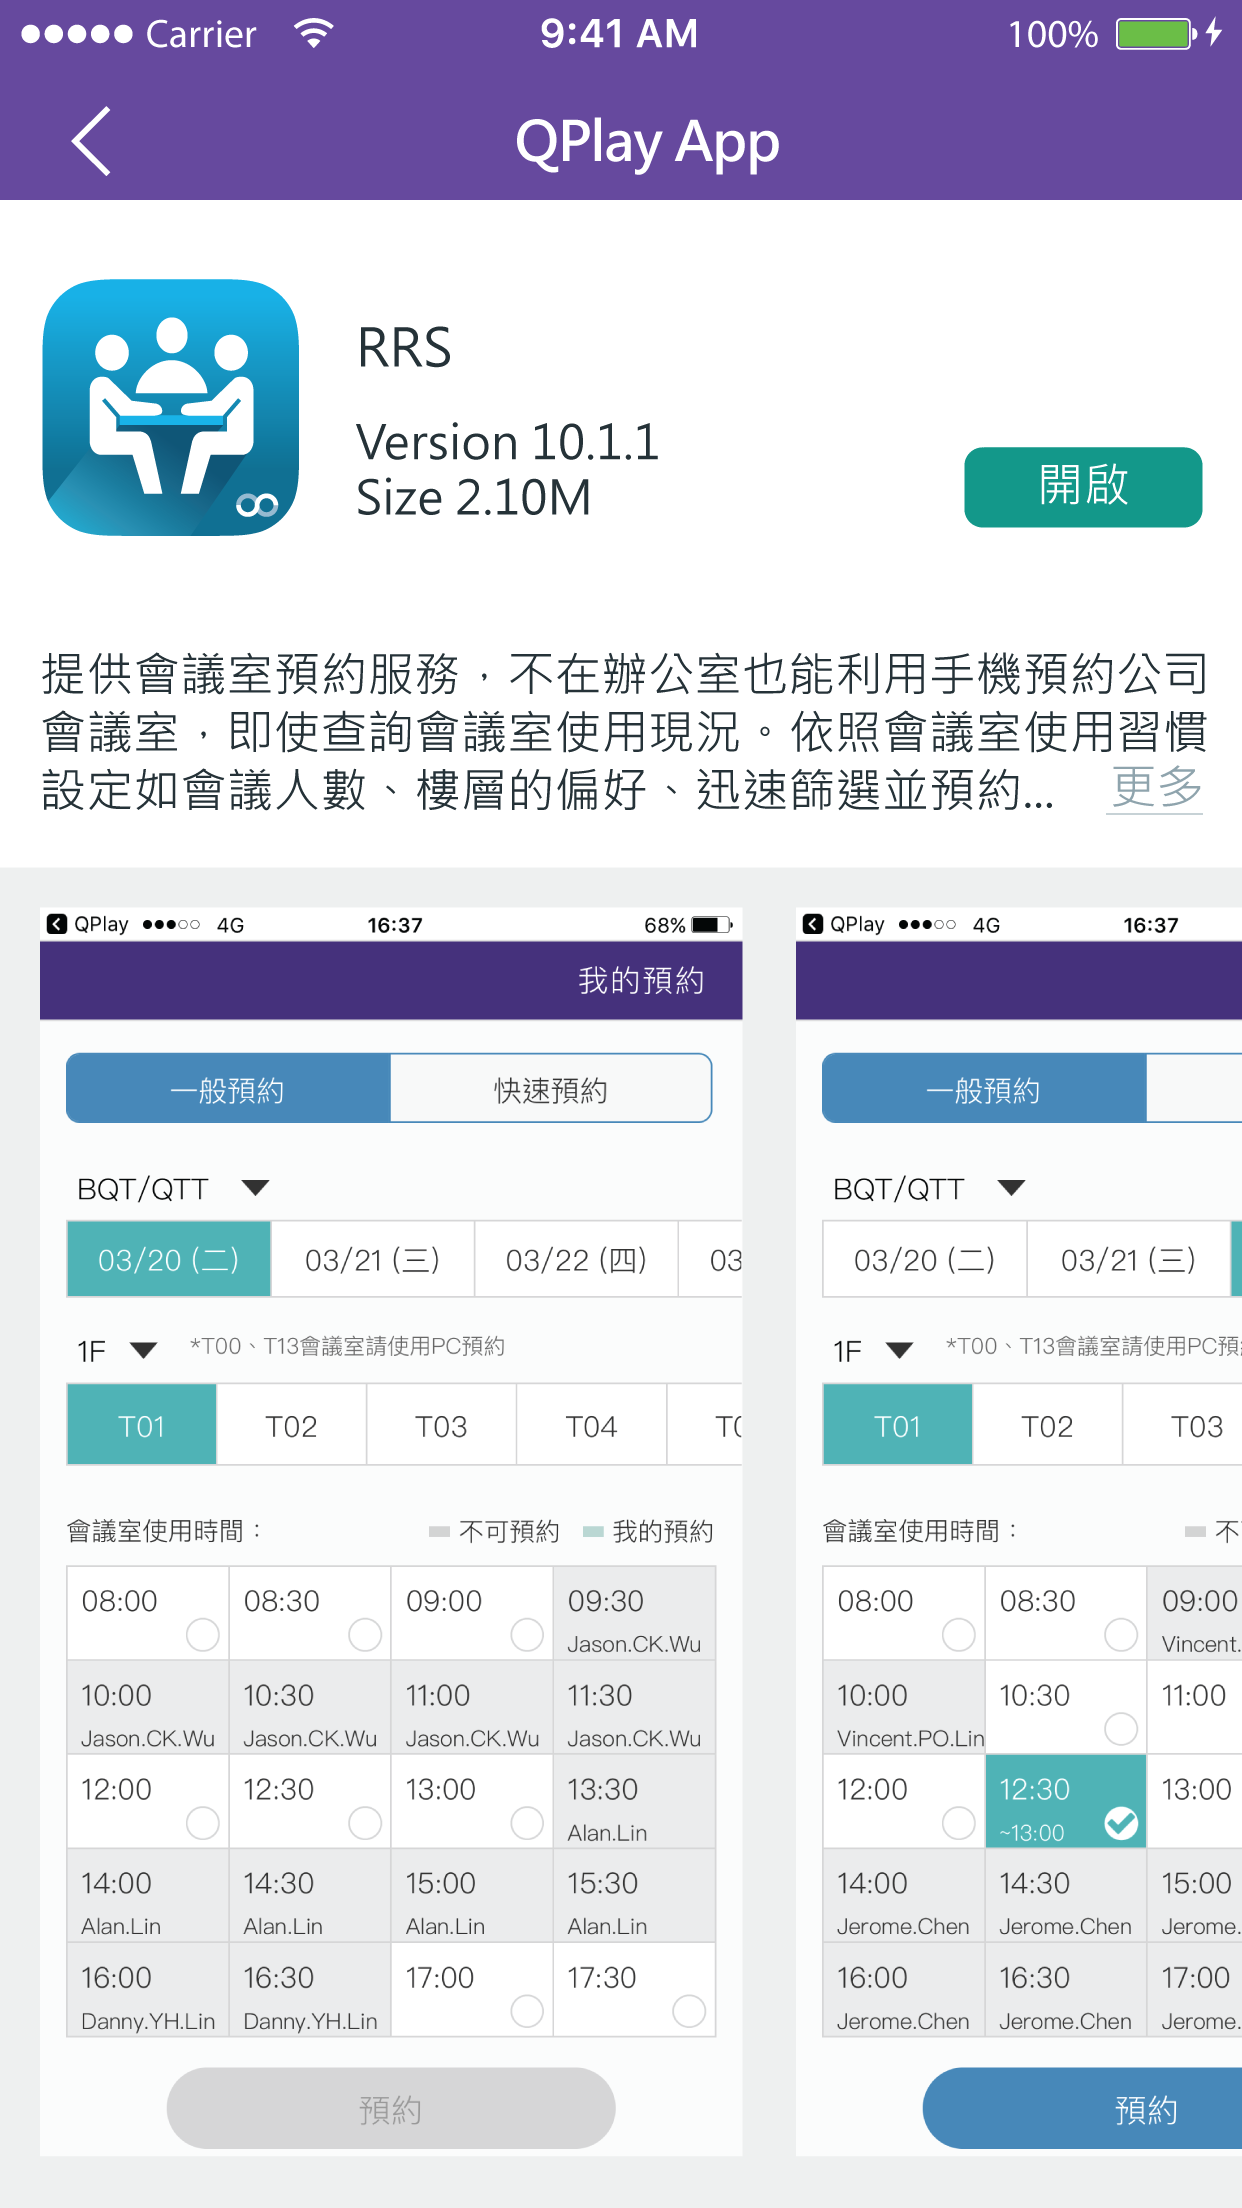 Carrier 9:41 AM 100%
QPlay App
RRS
Version 10.1.1
Size 2.10M
開啟
提供會議室預約服務，不在辦公室也能利用手機預約公司
會議室，即使查詢會議室使用現況。依照會議室使用習慣
設定如會議人數、樓層的偏好、迅速篩選並預約... 更多
QPlay 4G 16:37 68%
我的預約
一般預約 快速預約
BQT/QTT
03/20 (二) 03/21 (三) 03/22 (四) 03
1F *T00、T13會議室請使用PC預約
T01 T02 T03 T04
會議室使用時間： 不可預約 我的預約
08:00 08:30 09:00 09:30
Jason.CK.Wu
10:00 10:30 11:00 11:30
Jason.CK.Wu Jason.CK.Wu Jason.CK.Wu Jason.CK.Wu
12:00 12:30 13:00 13:30
Alan.Lin
14:00 14:30 15:00 15:30
Alan.Lin Alan.Lin Alan.Lin Alan.Lin
16:00 16:30 17:00 17:30
Danny.YH.Lin Danny.YH.Lin
預約
QPlay 4G 16:37
一般預約
BQT/QTT
03/20 (二) 03/21 (三)
1F *T00、T13會議室請使用PC預
T01 T02 T03
會議室使用時間： 不
08:00 08:30 09:00
Vincent.
10:00 10:30 11:00
Vincent.PO.Lin
12:00 12:30 13:00
~13:00
14:00 14:30 15:00
Jerome.Chen Jerome.Chen Jerome.
16:00 16:30 17:00
Jerome.Chen Jerome.Chen Jerome.
預約